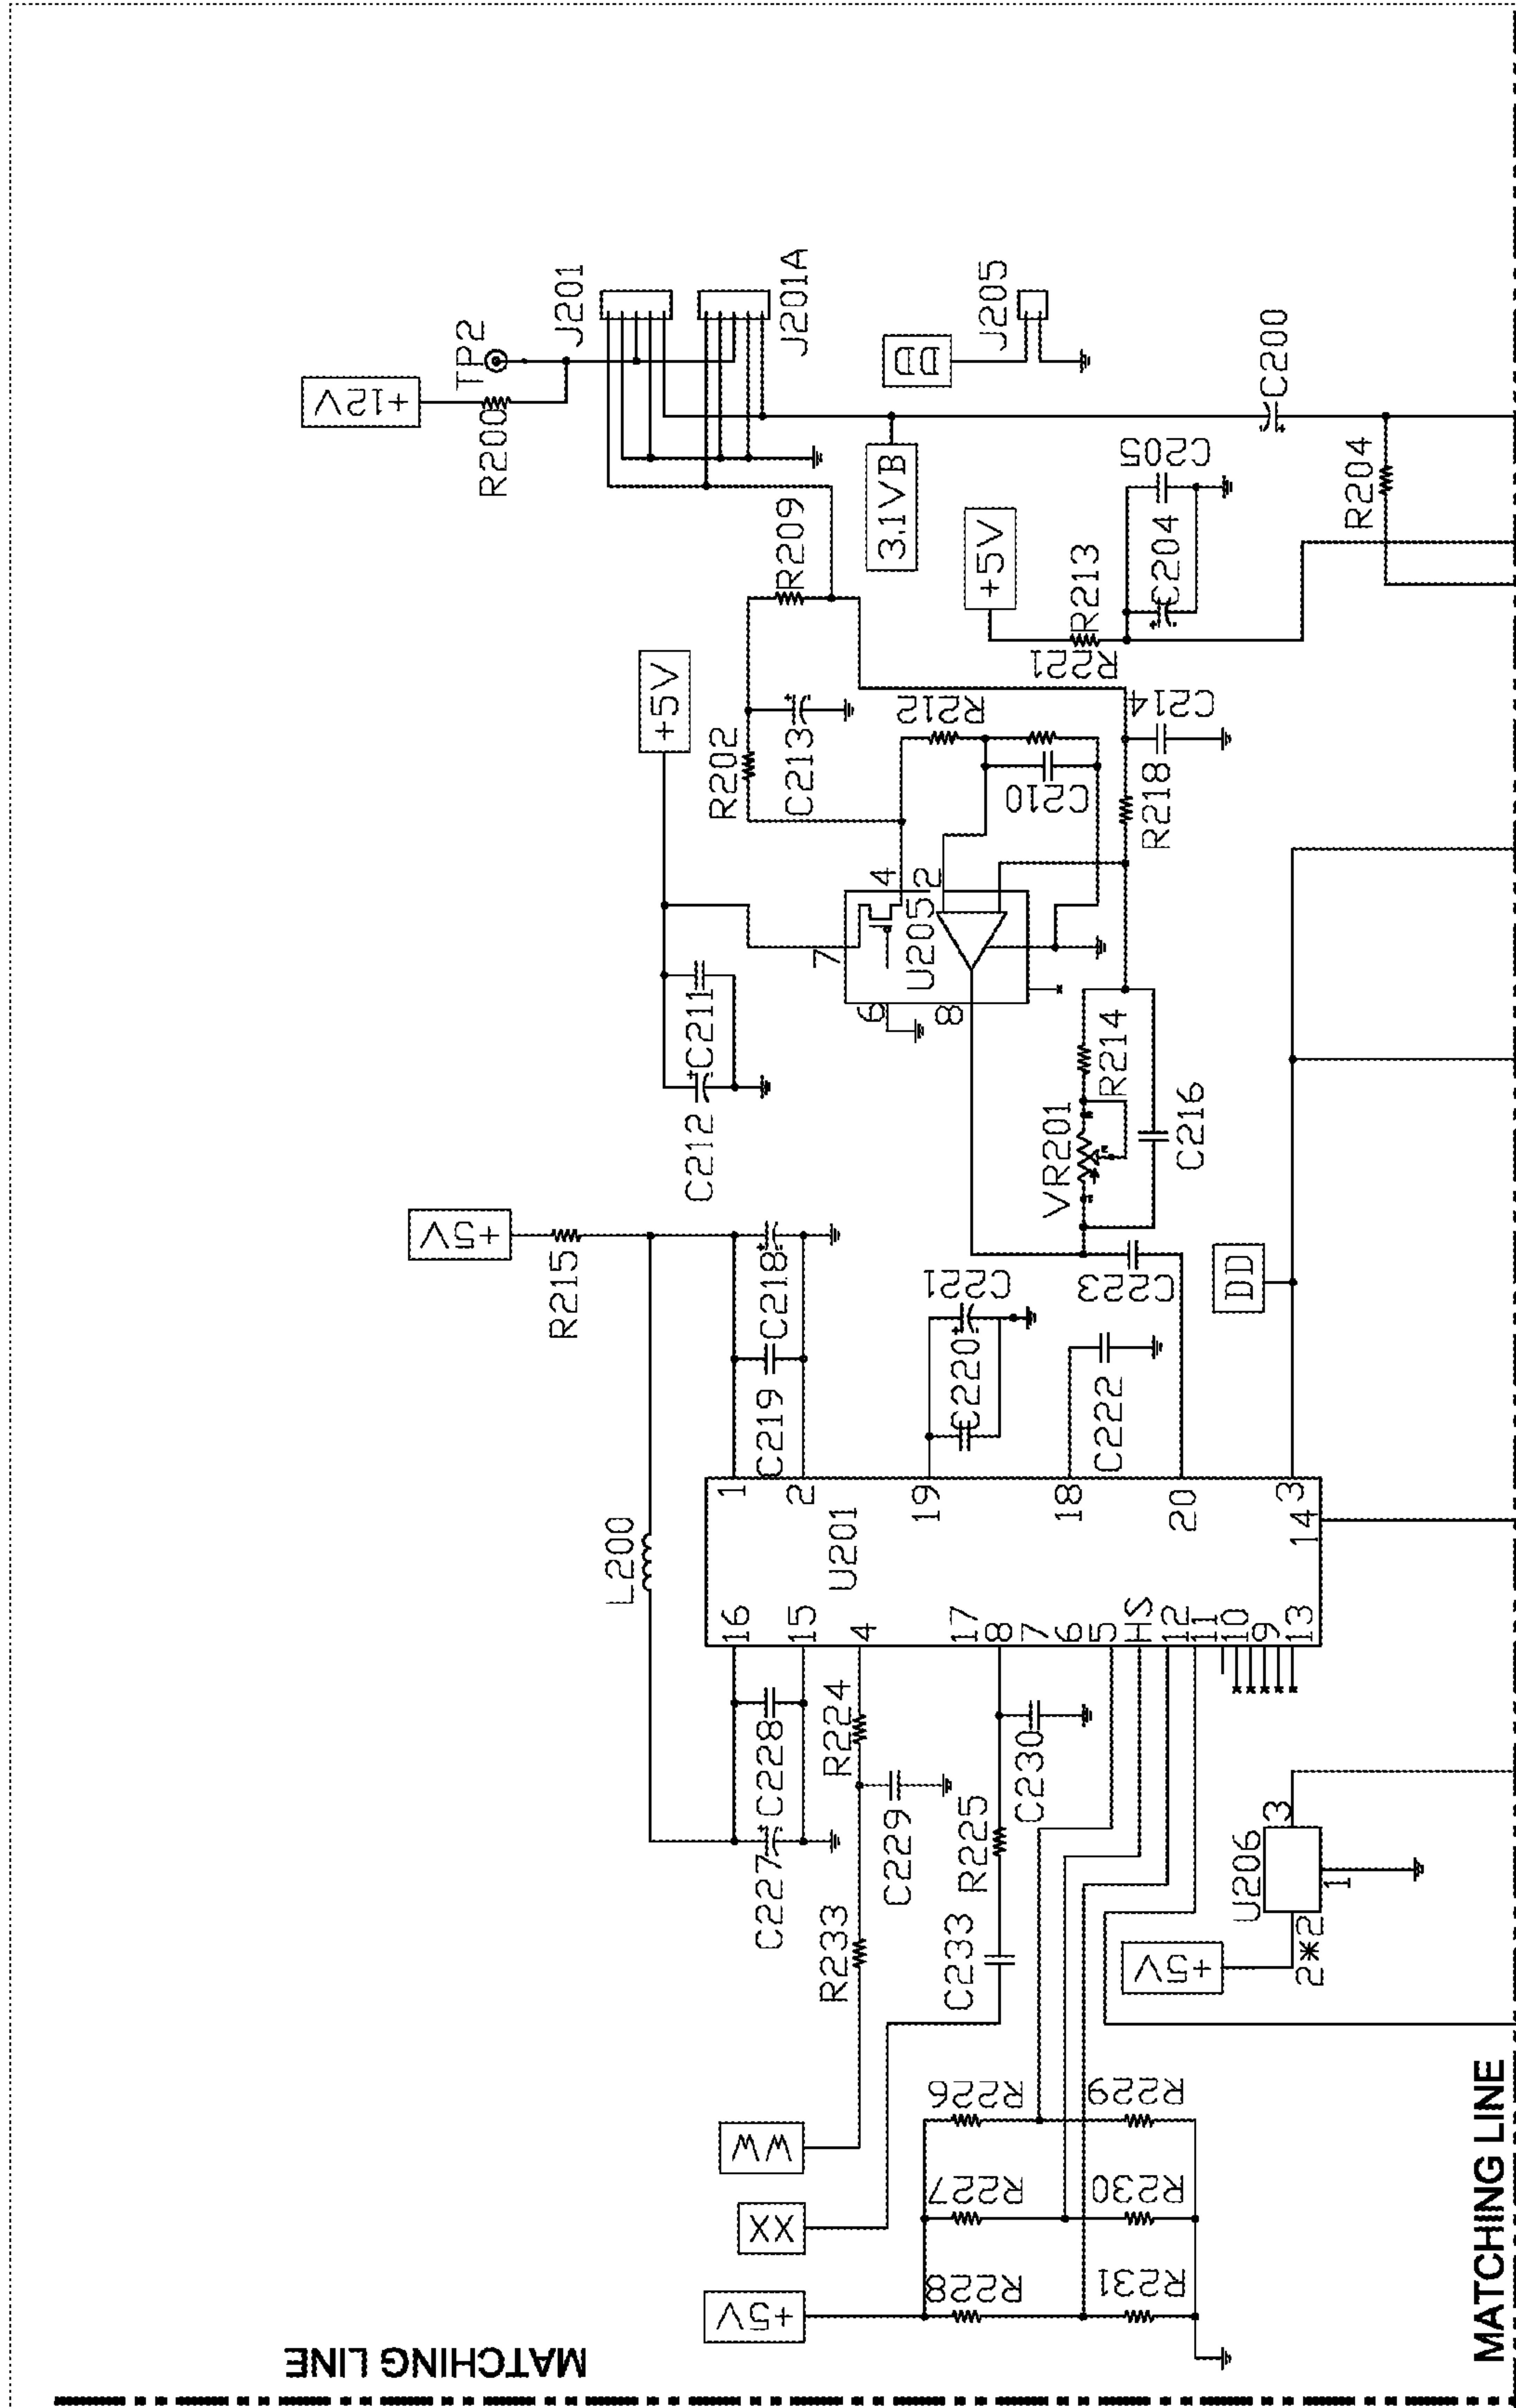 +12V
TP2
R200
J201
J201A
DD
J205
3.1VB
C200
C205
R204
R209
+5V
R213
C204
R221
+5V
R202
C213
R212
C214
C210
R218
4
2
U205
7
6
8
C211
C212
R214
VR201
C216
+5V
R215
C218
C219
C221
C220
C223
C222
DD
L200
1
2
19
18
20
3
14
U201
16
15
4
17
8
7
6
5
HS
12
11
10
9
13
R224
C228
C227
C229
C230
R225
R233
C233
U206
3
1
2*2
+5V
WW
XX
+5V
R226
R229
R227
R230
R228
R231
MATCHING LINE
MATCHING LINE